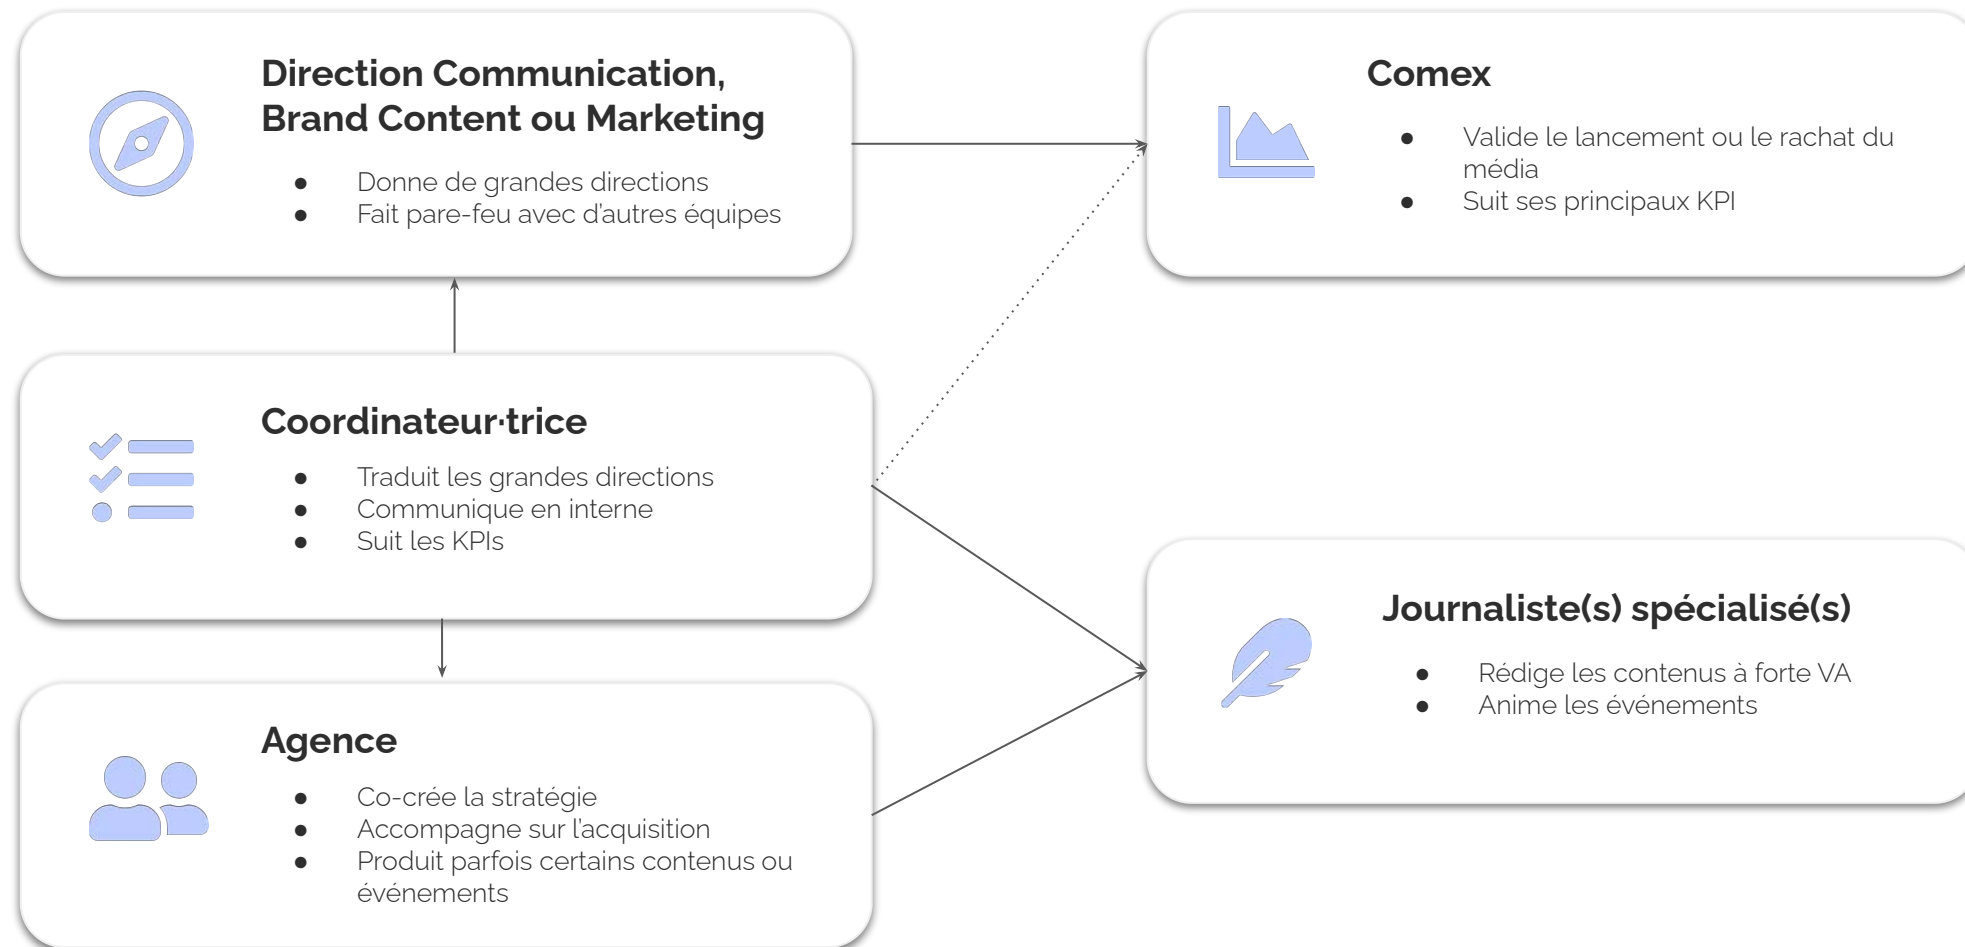 Direction Communication,
Brand Content ou Marketing
● Donne de grandes directions
● Fait pare-feu avec d'autres équipes
Comex
● Valide le lancement ou le rachat du
média
● Suit ses principaux KPI
Coordinateur·trice
● Traduit les grandes directions
● Communique en interne
● Suit les KPIs
Journaliste(s) spécialisé(s)
● Rédige les contenus à forte VA
● Anime les événements
Agence
● Co-crée la stratégie
● Accompagne sur l'acquisition
● Produit parfois certains contenus ou
événements